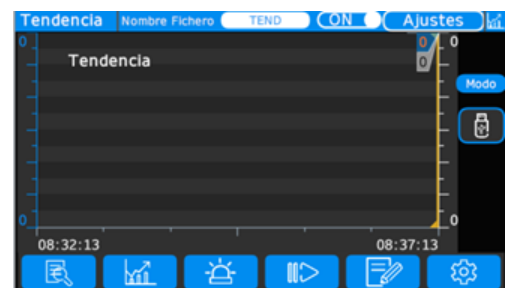 Tendencia Nombre Fichero TEND ON Ajustes
0 0 0
Tendencia 0
Modo
0 0
08:32:13 08:37:13